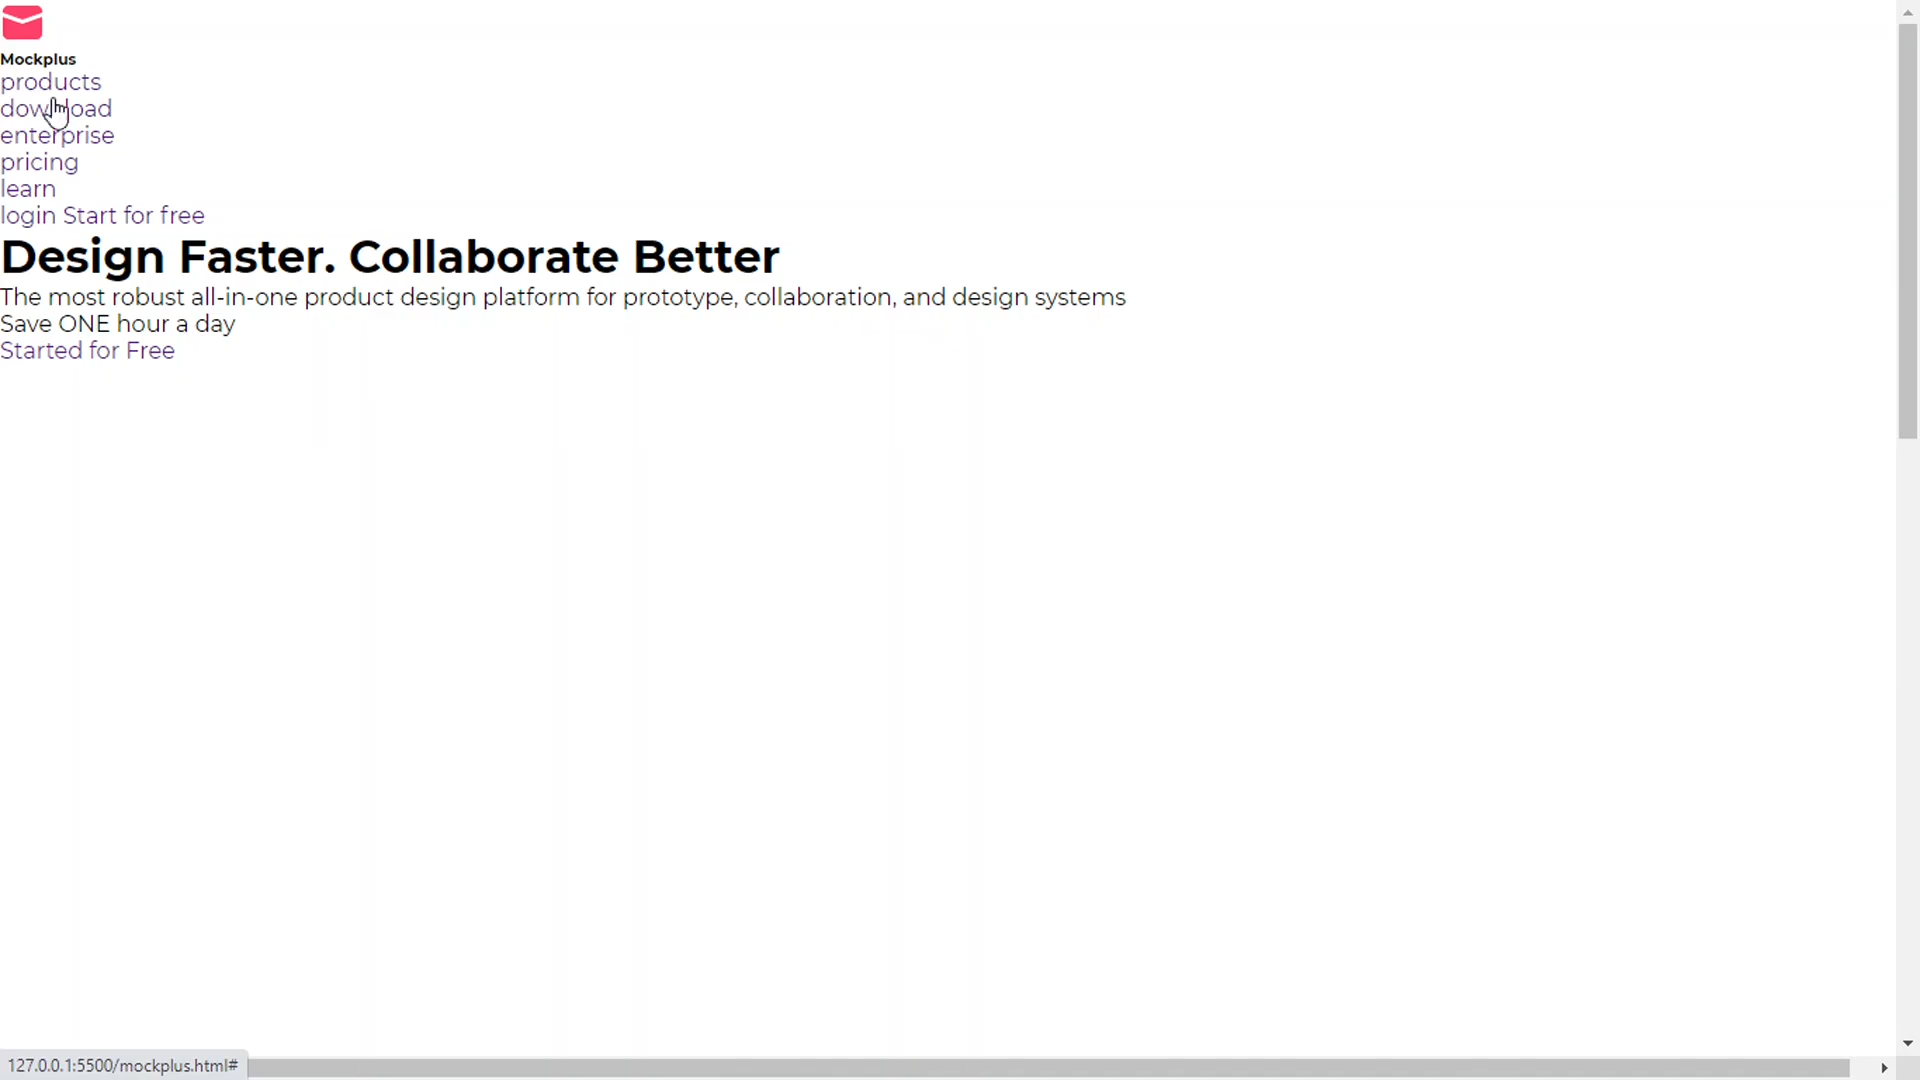 Mockplus
products
download
enterprise
pricing
learn
login Start for free
Design Faster. Collaborate Better
The most robust all-in-one product design platform for prototype, collaboration, and design systems
Save ONE hour a day
Started for Free
127.0.0.1:5500/mockplus.html#